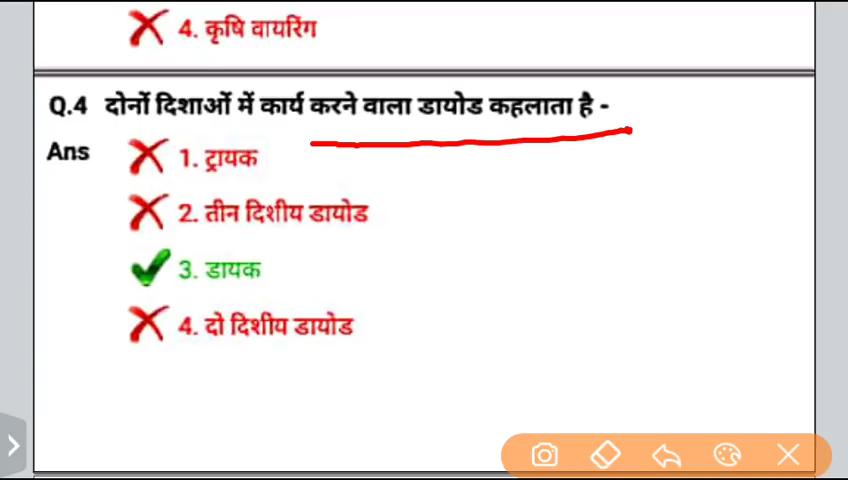 4. कृषि वायरिंग
Q.4 दोनों दिशाओं में कार्य करने वाला डायोड कहलाता है -
Ans 1. ट्रायक
2. तीन दिशीय डायोड
3. डायक
4. दो दिशीय डायोड